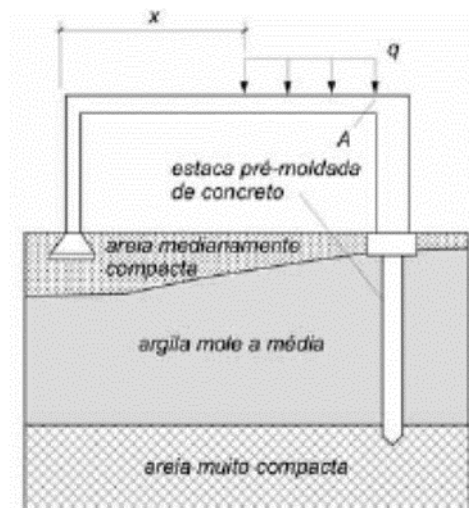 x
q
A
estaca pré-moldada
de concreto
areia medianamente
compacta
argila mole a média
areia muito compacta